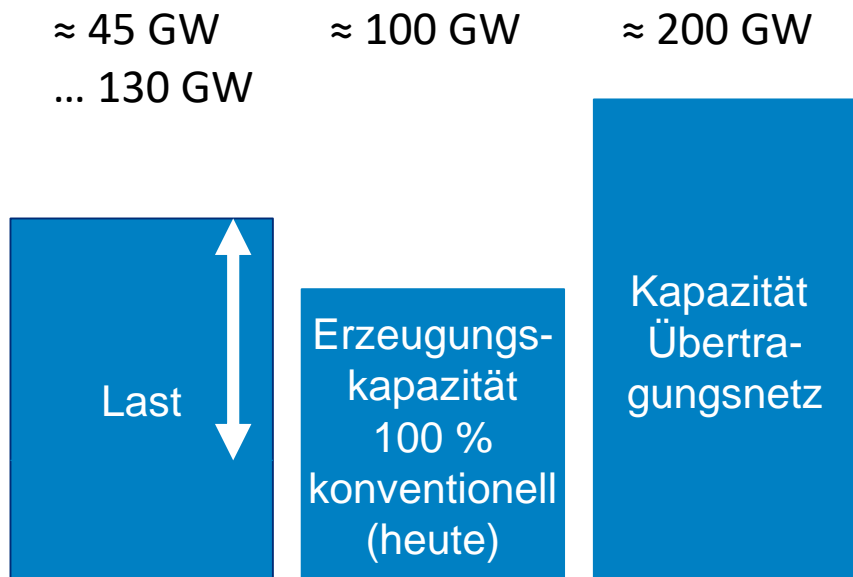 ≈ 45 GW
… 130 GW
≈ 100 GW
≈ 200 GW
Last
Erzeugungs-
kapazität
100 %
konventionell
(heute)
Kapazität
Übertra-
gungsnetz